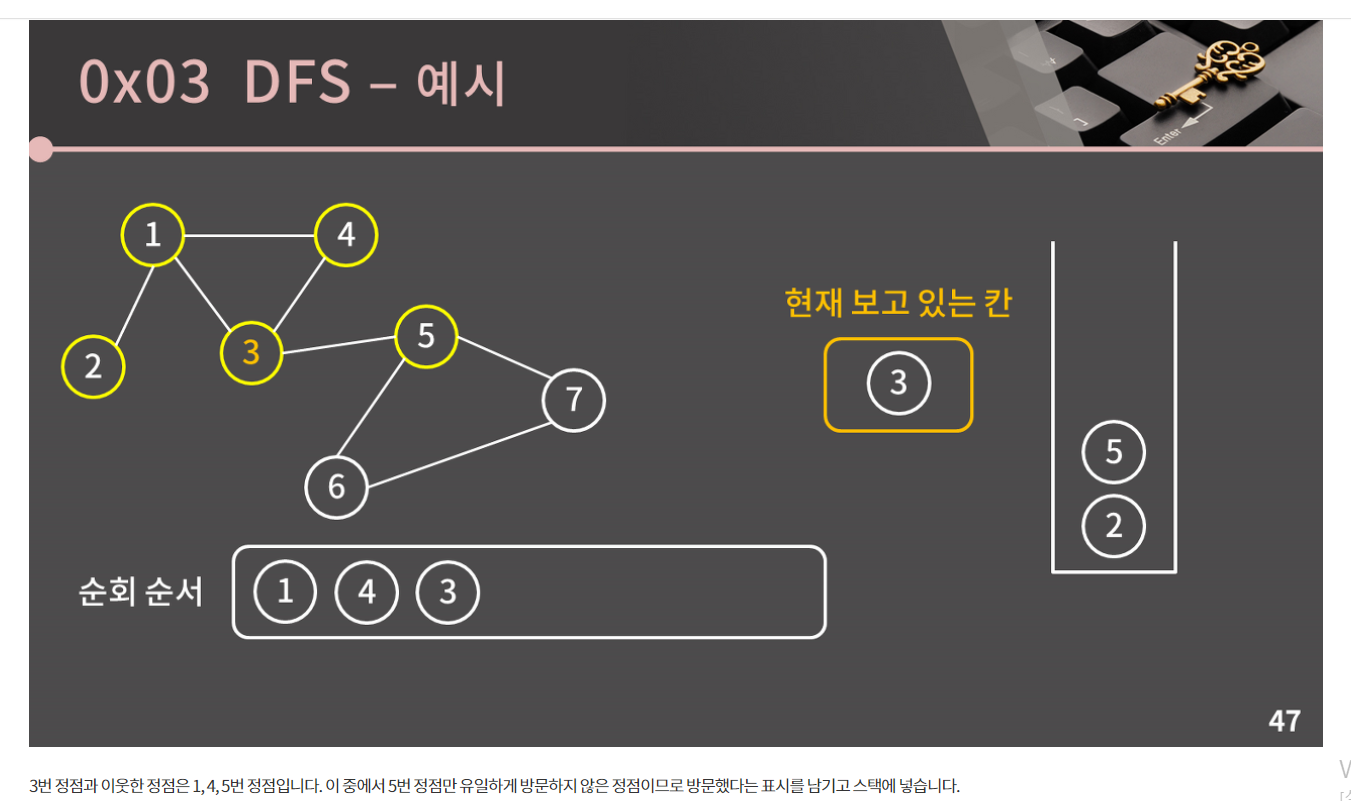 0x03 DFS – 예시
Enter
1
4
5
3
2
7
6
현재 보고 있는 칸
3
5
2
순회 순서
1 4 3
47
3번 정점과 이웃한 정점은 1, 4, 5번 정점입니다. 이 중에서 5번 정점만 유일하게 방문하지 않은 정점이므로 방문했다는 표시를 남기고 스택에 넣습니다.